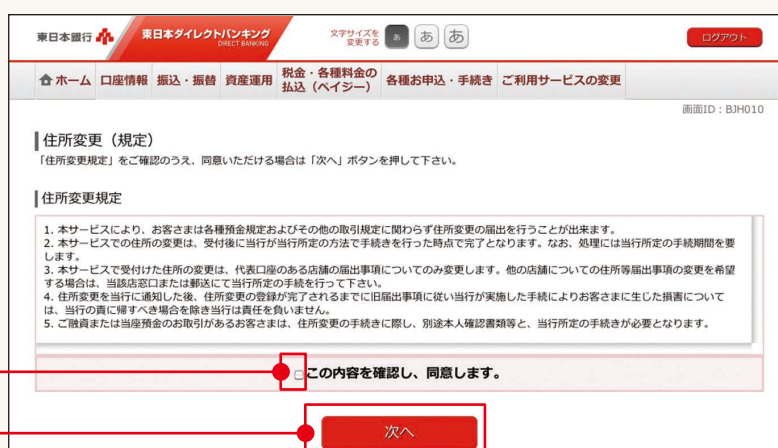 東日本銀行
東日本ダイレクトバンキング
DIRECT BANKING
文字サイズを
変更する
あ あ あ
ログアウト
ホーム 口座情報 振込・振替 資産運用 税金・各種料金の払込(ペイジー) 各種お申込・手続き ご利用サービスの変更
画面ID:BJH010
住所変更(規定)
「住所変更規定」をご確認のうえ、同意いただける場合は「次へ」ボタンを押して下さい。
住所変更規定
1. 本サービスにより、お客さまは各種預金規定およびその他の取引規定に関わらず住所変更の届出を行うことが出来ます。
2. 本サービスでの住所の変更は、受付後に当行が当行所定の方法で手続きを行った時点で完了となります。なお、処理には当行所定の手続期間を要
します。
3. 本サービスで受付けた住所の変更は、代表口座のある店舗の届出事項についてのみ変更します。他の店舗についての住所等届出事項の変更を希望
する場合は、当該店窓口または郵送にて当行所定の手続を行って下さい。
4. 住所変更を当行に通知した後、住所変更の登録が完了されるまでに旧届出事項に従い当行が実施した手続によりお客さまに生じた損害について
は、当行の責に帰すべき場合を除き当行は責任を負いません。
5. ご融資または当座預金のお取引があるお客さまは、住所変更の手続きに際し、別途本人確認書類等と、当行所定の手続きが必要となります。
この内容を確認し、同意します。
次へ